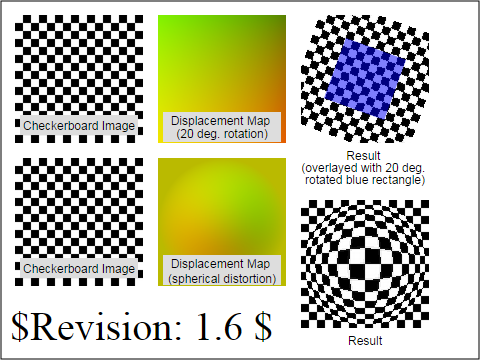 Checkerboard Image
Displacement Map
(20 deg. rotation)
Result
(overlayed with 20 deg.
rotated blue rectangle)
Checkerboard Image
Displacement Map
(spherical distortion)
Result
$Revision: 1.6 $